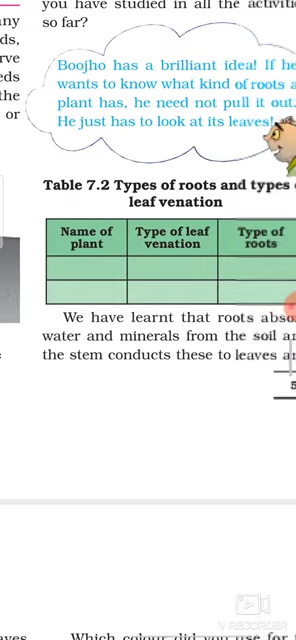 you have studied in all the activiti
so far?
any
ds,
rve
eds
the
or
Boojho has a brilliant idea! If he
wants to know what kind of roots a
plant has, he need not pull it out.
He just has to look at its leaves!
Table 7.2 Types of roots and types
leaf venation
Name of plant
Type of leaf venation
Type of roots
We have learnt that roots abso
water and minerals from the soil an
the stem conducts these to leaves an
5
aves
Which colour did you use for
RECORDER